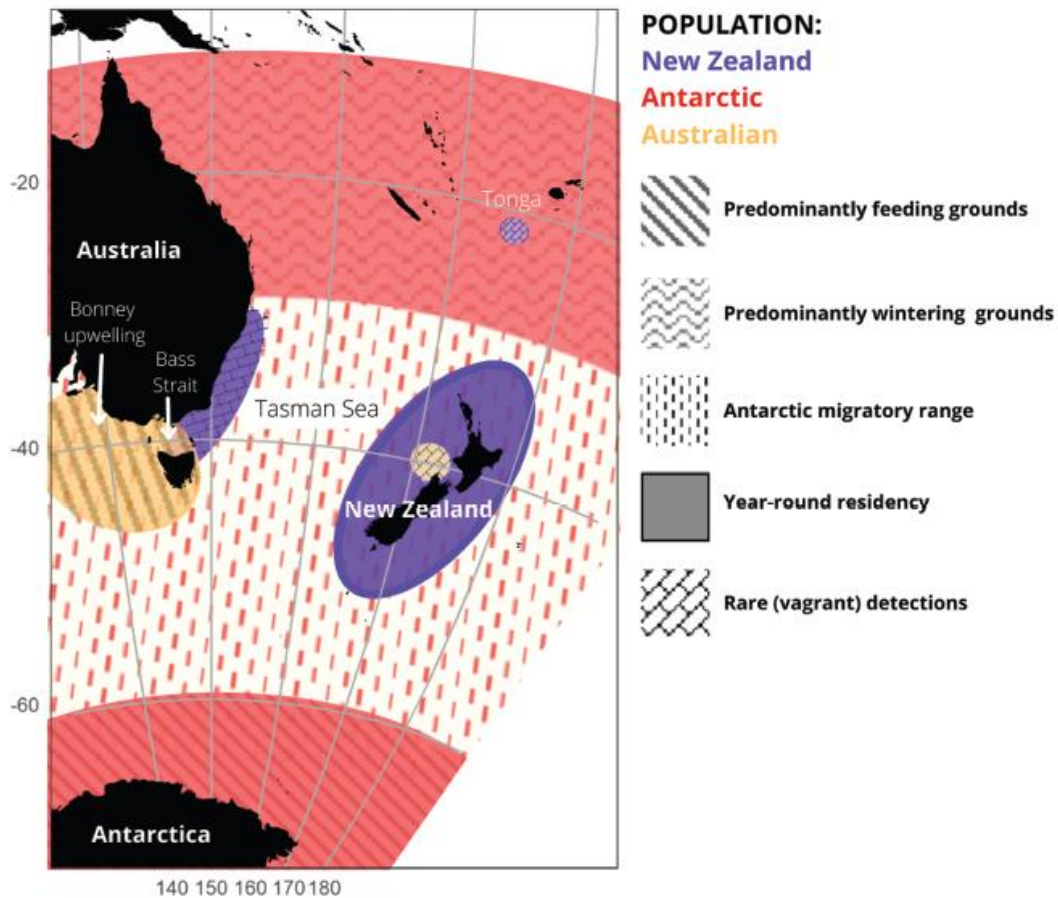 POPULATION:
New Zealand
Antarctic
Australian
Predominantly feeding grounds
Predominantly wintering grounds
Antarctic migratory range
Year-round residency
Rare (vagrant) detections
-20
-40
-60
Tonga
Australia
Bonney
upwelling
Bass
Strait
Tasman Sea
New Zealand
Antarctica
140 150 160 170 180